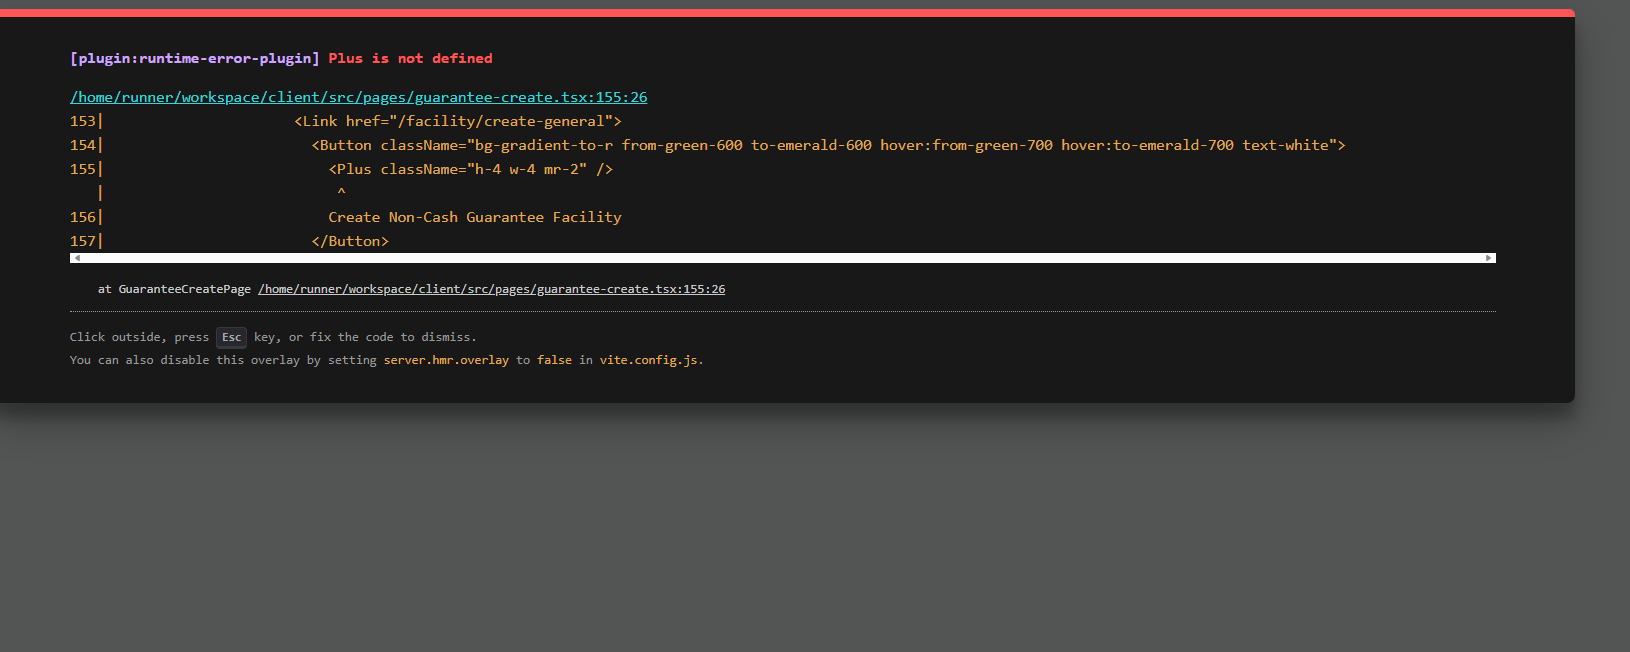 [plugin:runtime-error-plugin] Plus is not defined
/home/runner/workspace/client/src/pages/guarantee-create.tsx:155:26
153|                      <Link href="/facility/create-general">
154|                        <Button className="bg-gradient-to-r from-green-600 to-emerald-600 hover:from-green-700 hover:to-emerald-700 text-white">
155|                          <Plus className="h-4 w-4 mr-2" />
   |                           ^
156|                          Create Non-Cash Guarantee Facility
157|                        </Button>
at GuaranteeCreatePage /home/runner/workspace/client/src/pages/guarantee-create.tsx:155:26
Click outside, press Esc key, or fix the code to dismiss.
You can also disable this overlay by setting server.hmr.overlay to false in vite.config.js.